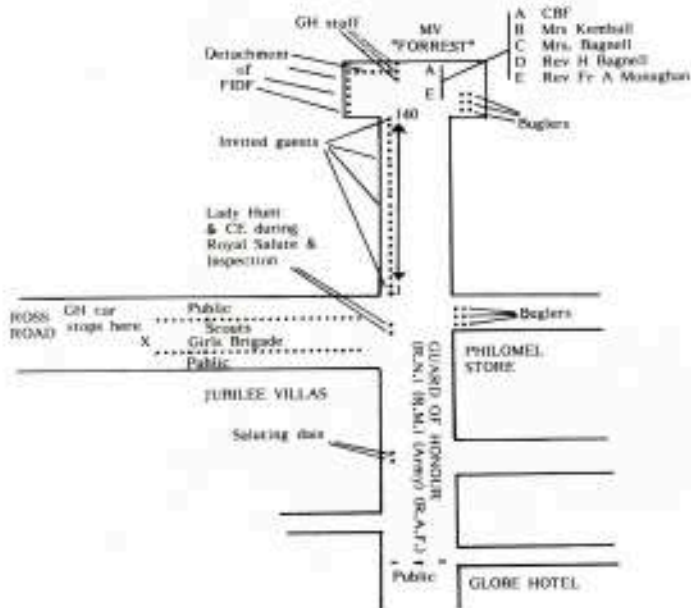 GH staff
MV
"FORREST"
A CBF
B Mrs Kemball
C Mrs. Bagnell
D Rev H Bagnell
E Rev Fr A Monaghan
Detachment
of
FIDF
A
E
140
Buglers
Invited guests
Lady Hunt
& CE during
Royal Salute &
Inspection
1
ROSS
ROAD
GH car
stops here
X
Public
Scouts
Girls Brigade
Public
Buglers
PHILOMEL
STORE
JUBILEE VILLAS
GUARD OF HONOUR
(R.N.) (R.M.) (Army) (R.A.F.)
Saluting dais
Public
GLOBE HOTEL